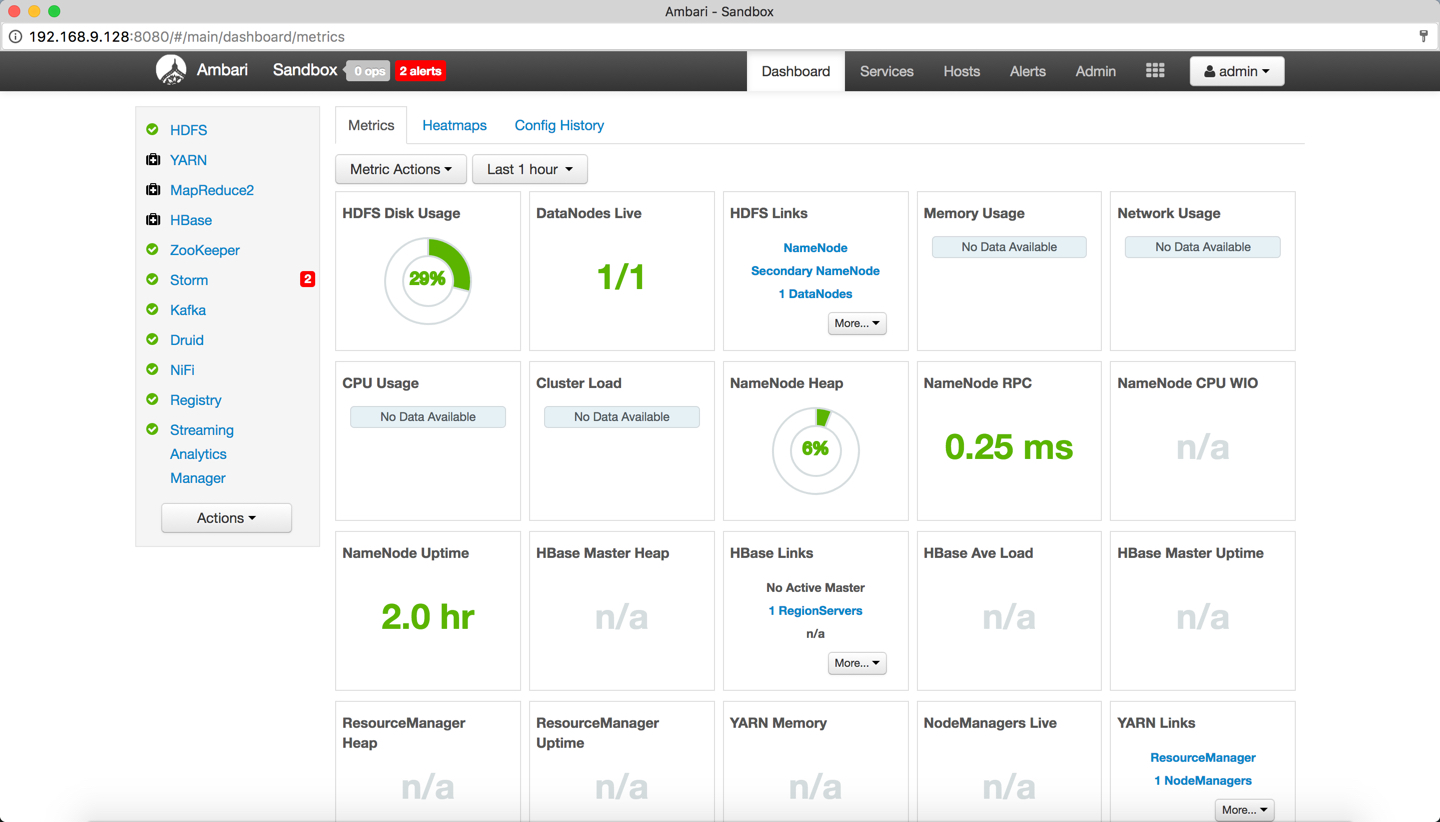 Ambari - Sandbox
192.168.9.128:8080/#/main/dashboard/metrics
Ambari Sandbox 0 ops 2 alerts Dashboard Services Hosts Alerts Admin admin
HDFS
YARN
MapReduce2
HBase
ZooKeeper
Storm 2
Kafka
Druid
NiFi
Registry
Streaming
Analytics
Manager
Actions
Metrics Heatmaps Config History
Metric Actions Last 1 hour
HDFS Disk Usage
29%
DataNodes Live
1/1
HDFS Links
NameNode
Secondary NameNode
1 DataNodes
More...
Memory Usage
No Data Available
Network Usage
No Data Available
CPU Usage
No Data Available
Cluster Load
No Data Available
NameNode Heap
6%
NameNode RPC
0.25 ms
NameNode CPU WIO
n/a
NameNode Uptime
2.0 hr
HBase Master Heap
n/a
HBase Links
No Active Master
1 RegionServers
n/a
More...
HBase Ave Load
n/a
HBase Master Uptime
n/a
ResourceManager
Heap
n/a
ResourceManager
Uptime
n/a
YARN Memory
n/a
NodeManagers Live
n/a
YARN Links
ResourceManager
1 NodeManagers
More...